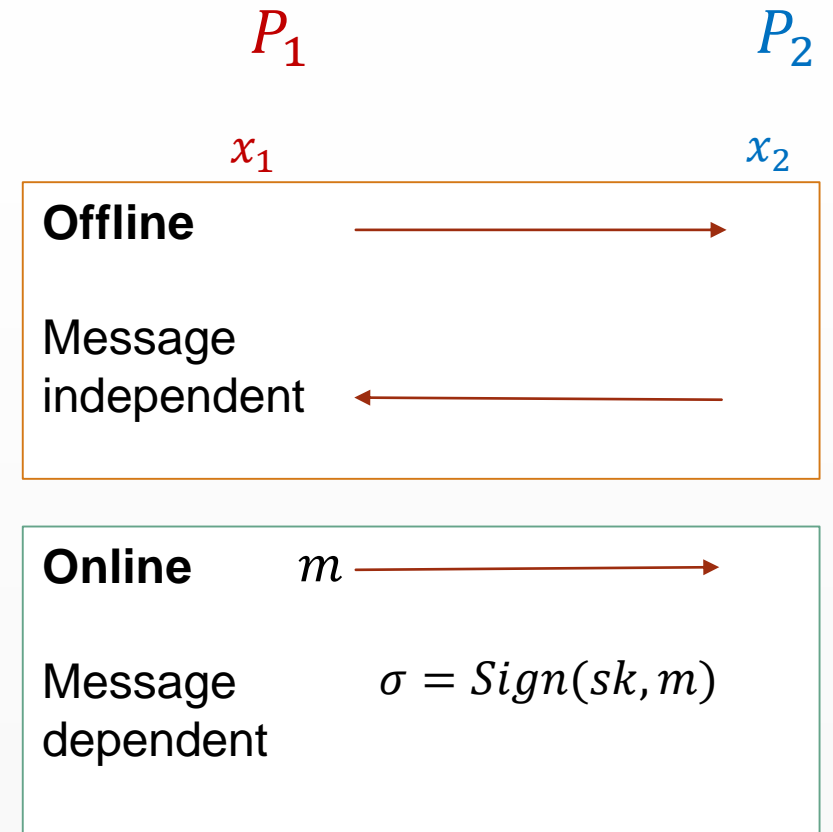 P₁ P₂
x₁ x₂
Offline
Message
independent
Online m
Message σ = Sign(sk, m)
dependent